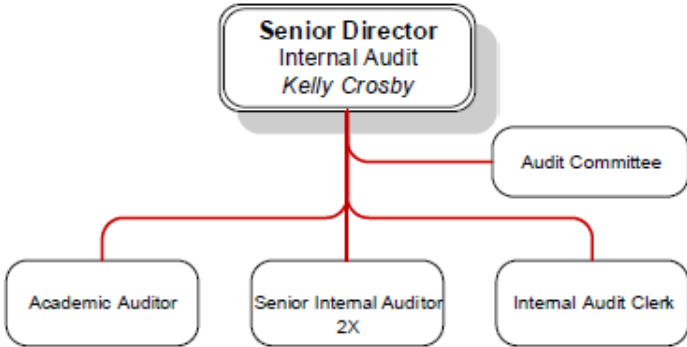 Senior Director
Internal Audit
Kelly Crosby
Audit Committee
Academic Auditor
Senior Internal Auditor
2X
Internal Audit Clerk